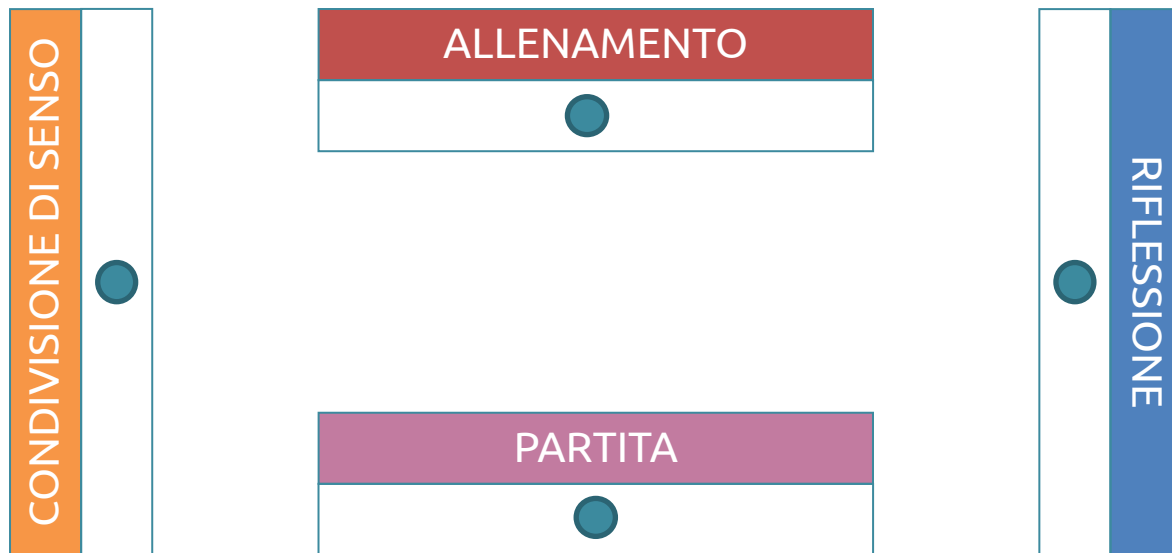 CONDIVISIONE DI SENSO
ALLENAMENTO
PARTITA
RIFLESSIONE